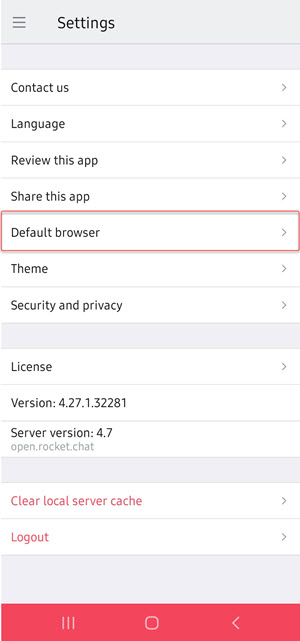 Settings
Contact us
Language
Review this app
Share this app
Default browser
Theme
Security and privacy
License
Version: 4.27.1.32281
Server version: 4.7
open.rocket.chat
Clear local server cache
Logout